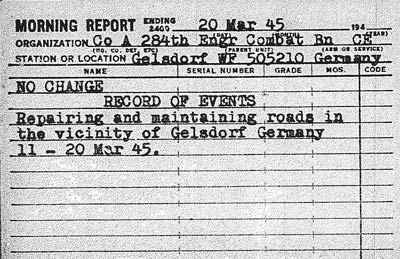 MORNING REPORT ENDING 2400 20 Mar 45 194
(DAY) (MONTH) (YEAR)
ORGANIZATION Co A 284th Engr Combat Bn CE
(HQ. CO. DET, ETC) (PARENT UNIT) (ARM OR SERVICE)
STATION OR LOCATION Gelsdorf WF 505210 Germany
NAME SERIAL NUMBER GRADE MOS. CODE
NO CHANGE
RECORD OF EVENTS
Repairing and maintaining roads in
the vicinity of Gelsdorf Germany
11 - 20 Mar 45.